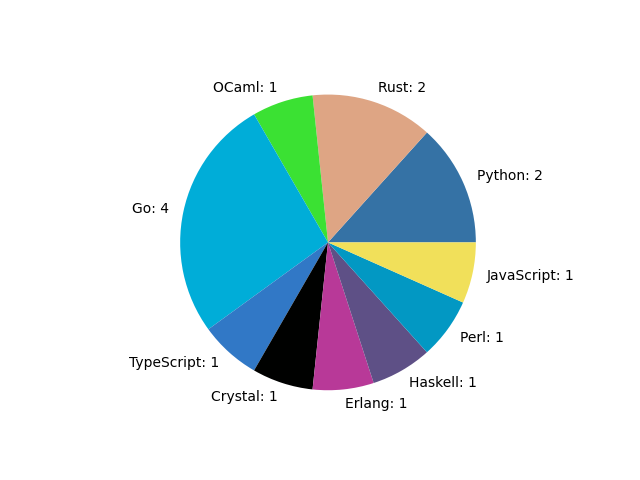 OCaml: 1
Rust: 2
Python: 2
Go: 4
JavaScript: 1
Perl: 1
TypeScript: 1
Haskell: 1
Crystal: 1
Erlang: 1